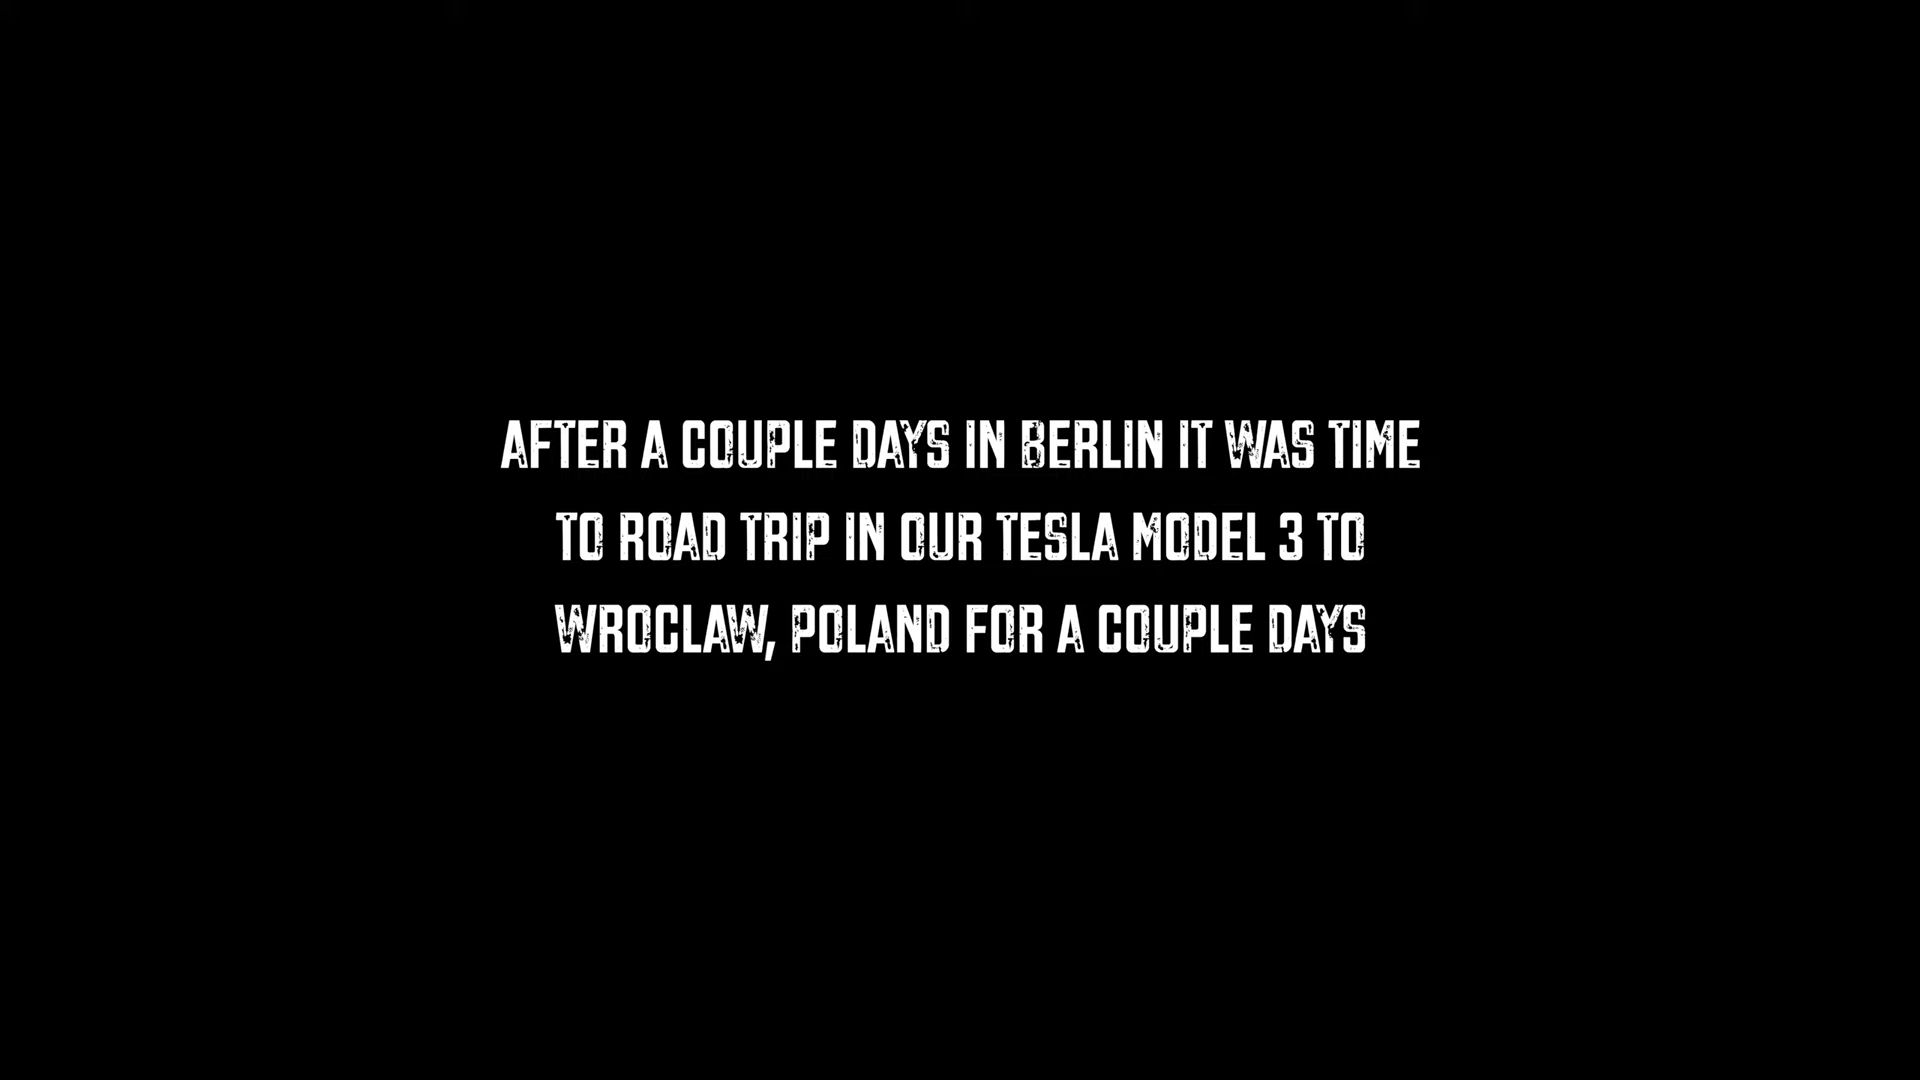 AFTER A COUPLE DAYS IN BERLIN IT WAS TIME
TO ROAD TRIP IN OUR TESLA MODEL 3 TO
WROCLAW, POLAND FOR A COUPLE DAYS